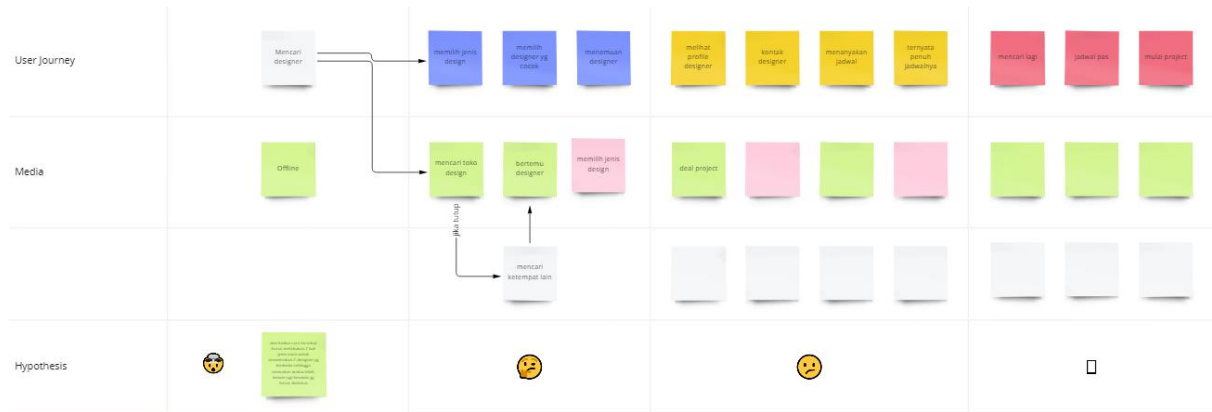 User Journey
Mencari
designer
memilih jenis
design
memilih
designer yg
cocok
menemuan
designer
melihat
profile
designer
kontak
designer
menanyakan
jadwal
ternyata
penuh
jadwalnya
mencari lagi
jadwal pas
mulai project
Media
Offline
mencari toko
design
bertemu
designer
memilih jenis
design
deal project
jika tutup
mencari
ketempat lain
Hypothesis